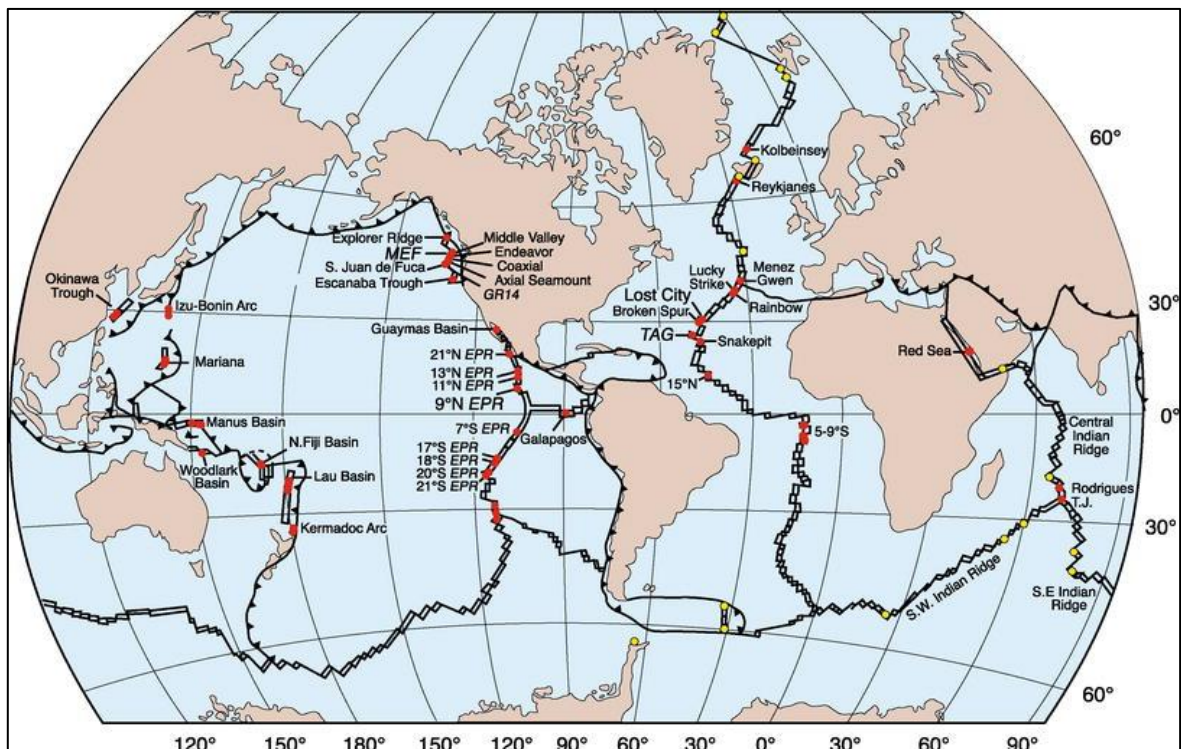 60°
Kolbeinsey
Reykjanes
Explorer Ridge
Middle Valley
MEF
Endeavor
S. Juan de Fuca
Coaxial
Escanaba Trough
Axial Seamount
GR14
Okinawa
Trough
Izu-Bonin Arc
Lucky
Strike
Menez
Gwen
Rainbow
Lost City
Broken Spur
30°
Guaymas Basin
TAG
Snakepit
Red Sea
Mariana
21°N EPR
13°N EPR
11°N EPR
9°N EPR
15°N
0°
Manus Basin
Galapagos
7°S EPR
5-9°S
Central
Indian
Ridge
N.Fiji Basin
Woodlark
Basin
Lau Basin
17°S EPR
18°S EPR
20°S EPR
21°S EPR
Rodrigues
T.J.
Kermadoc Arc
30°
S.W. Indian Ridge
S.E Indian
Ridge
60°
120° 150° 180° 150° 120° 90° 60° 30° 0° 30° 60° 90°